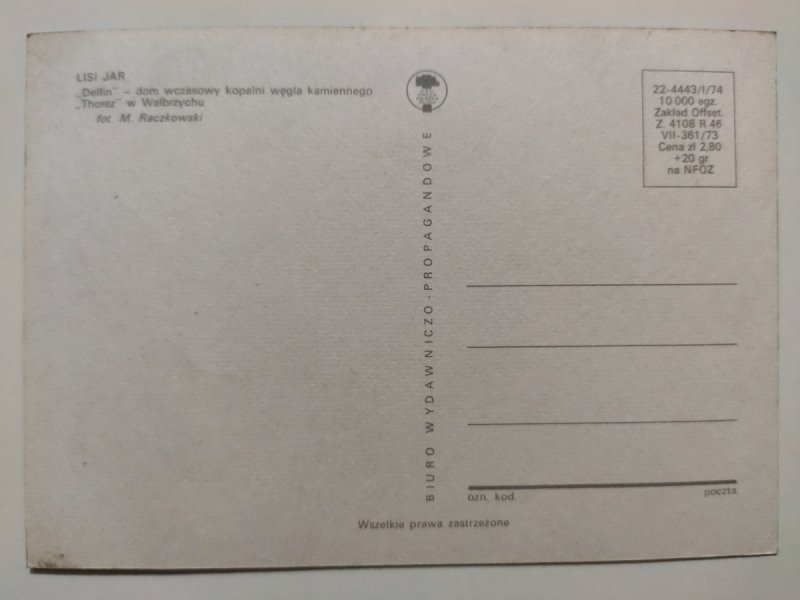 LISI JAR
„Delfin” – dom wczasowy kopalni węgla kamiennego
„Thorez” w Wałbrzychu
fot. M. Raczkowski
BIURO WYDAWNICZO-PROPAGANDOWE
22-4443/I/74
10 000 egz.
Zakład Offset.
Z. 4108 R 46
VII-361/73
Cena zł 2,80
+20 gr
na NFOZ
ozn. kod.
poczta
Wszelkie prawa zastrzeżone